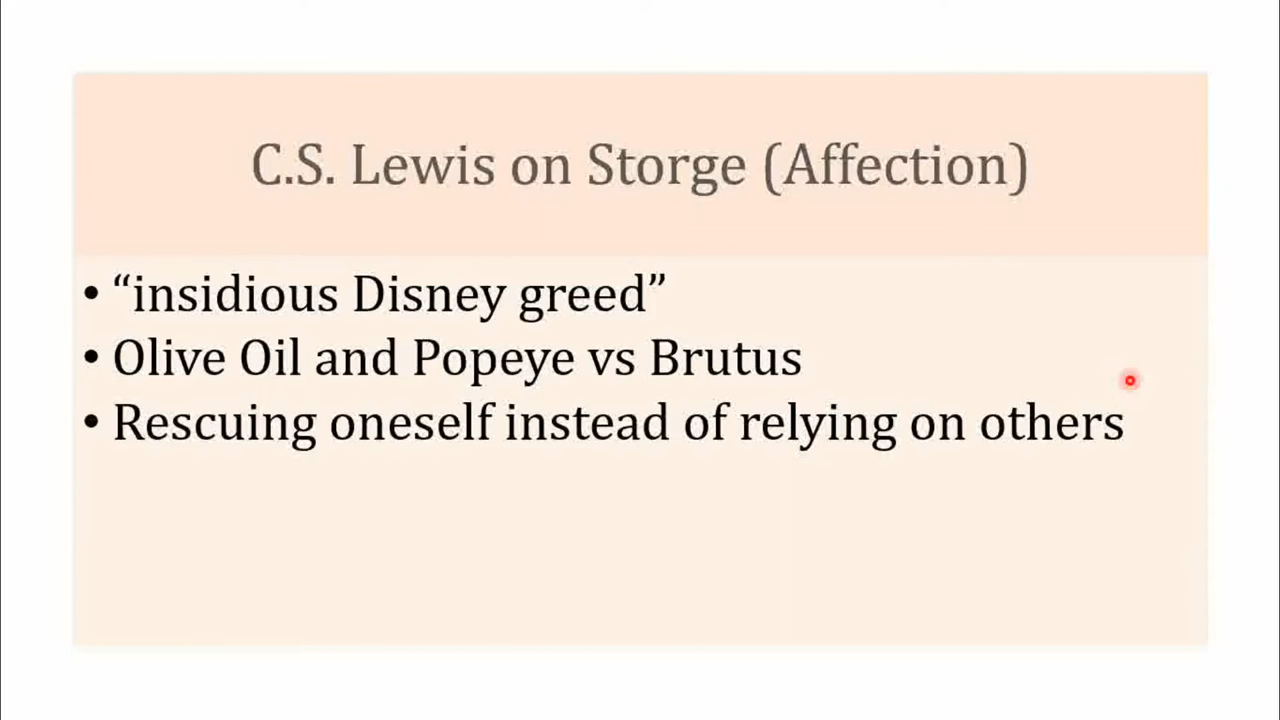 C.S. Lewis on Storge (Affection)
• “insidious Disney greed”
• Olive Oil and Popeye vs Brutus
• Rescuing oneself instead of relying on others